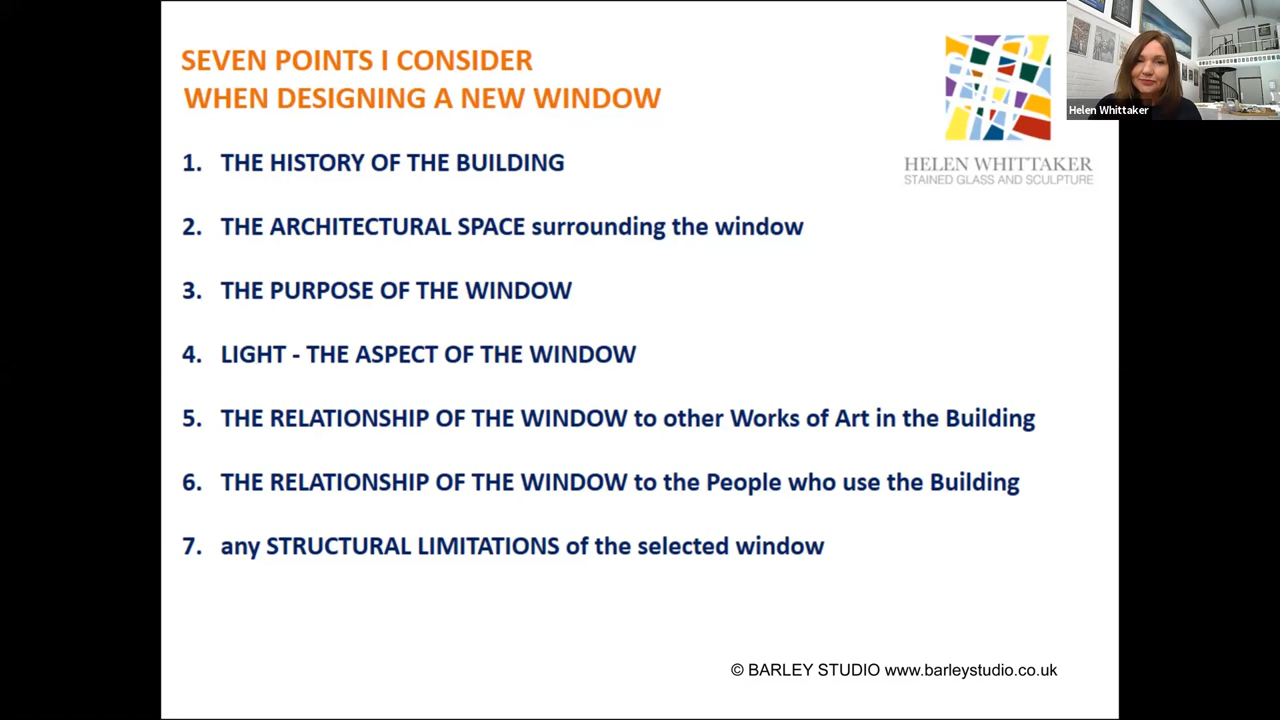 SEVEN POINTS I CONSIDER
WHEN DESIGNING A NEW WINDOW
HELEN WHITTAKER
STAINED GLASS AND SCULPTURE
Helen Whittaker
1. THE HISTORY OF THE BUILDING
2. THE ARCHITECTURAL SPACE surrounding the window
3. THE PURPOSE OF THE WINDOW
4. LIGHT - THE ASPECT OF THE WINDOW
5. THE RELATIONSHIP OF THE WINDOW to other Works of Art in the Building
6. THE RELATIONSHIP OF THE WINDOW to the People who use the Building
7. any STRUCTURAL LIMITATIONS of the selected window
© BARLEY STUDIO www.barleystudio.co.uk